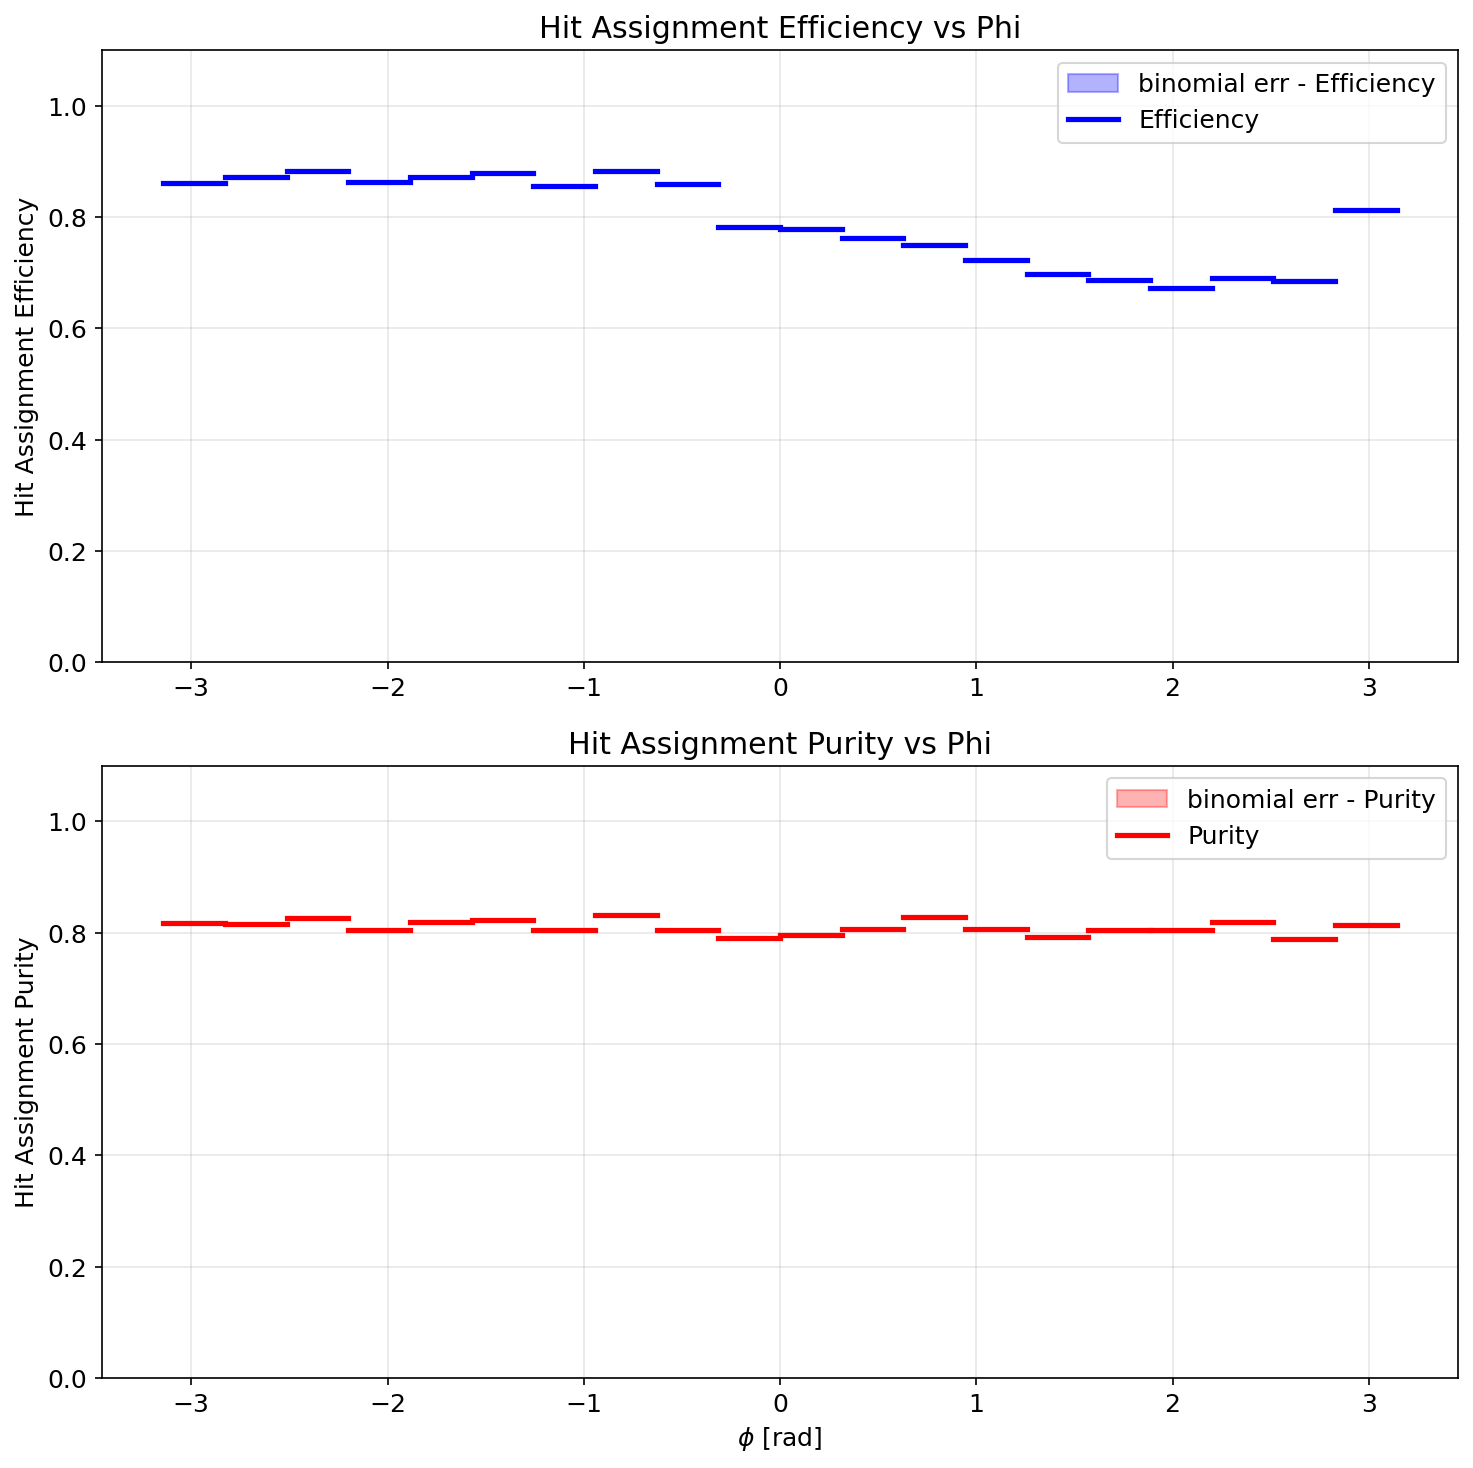 Hit Assignment Efficiency vs Phi
binomial err - Efficiency
Efficiency
Hit Assignment Efficiency
1.0
0.8
0.6
0.4
0.2
0.0
−3
−2
−1
0
1
2
3
Hit Assignment Purity vs Phi
binomial err - Purity
Purity
Hit Assignment Purity
1.0
0.8
0.6
0.4
0.2
0.0
−3
−2
−1
0
1
2
3
ϕ [rad]